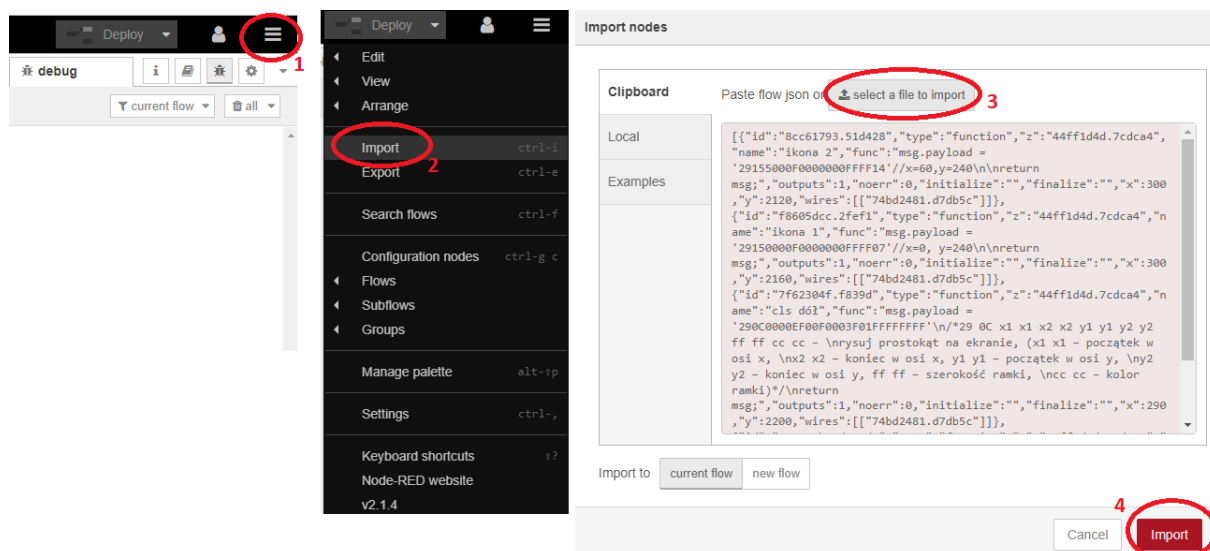 Deploy
1
debug
i
current flow
all
Deploy
Edit
View
Arrange
Import ctrl-i
2
Export ctrl-e
Search flows ctrl-f
Configuration nodes ctrl-g c
Flows
Subflows
Groups
Manage palette alt-⇧p
Settings ctrl-,
Keyboard shortcuts ⇧?
Node-RED website
v2.1.4
Import nodes
Clipboard
Local
Examples
Paste flow json or select a file to import
3
[{"id":"8cc61793.51d428","type":"function","z":"44ff1d4d.7cdca4",
"name":"ikona 2","func":"msg.payload =
'29155000F0000000FFFF14'//x=60,y=240\n\nreturn
msg;","outputs":1,"noerr":0,"initialize":"","finalize":"","x":300
,"y":2120,"wires":[["74bd2481.d7db5c"]]},
{"id":"f8605dcc.2fef1","type":"function","z":"44ff1d4d.7cdca4","n
ame":"ikona 1","func":"msg.payload =
'29150000F0000000FFFF07'//x=0, y=240\n\nreturn
msg;","outputs":1,"noerr":0,"initialize":"","finalize":"","x":300
,"y":2160,"wires":[["74bd2481.d7db5c"]]},
{"id":"7f62304f.f839d","type":"function","z":"44ff1d4d.7cdca4","n
ame":"cls dół","func":"msg.payload =
'290C0000EF00F0003F01FFFFFFFF'\n/*29 0C x1 x1 x2 x2 y1 y1 y2 y2
ff ff cc cc – \nrysuj prostokąt na ekranie, (x1 x1 – początek w
osi x, \nx2 x2 – koniec w osi x, y1 y1 – początek w osi y, \ny2
y2 – koniec w osi y, ff ff – szerokość ramki, \ncc cc – kolor
ramki)*/\nreturn
msg;","outputs":1,"noerr":0,"initialize":"","finalize":"","x":290
,"y":2200,"wires":[["74bd2481.d7db5c"]]},
Import to current flow new flow
4
Cancel Import